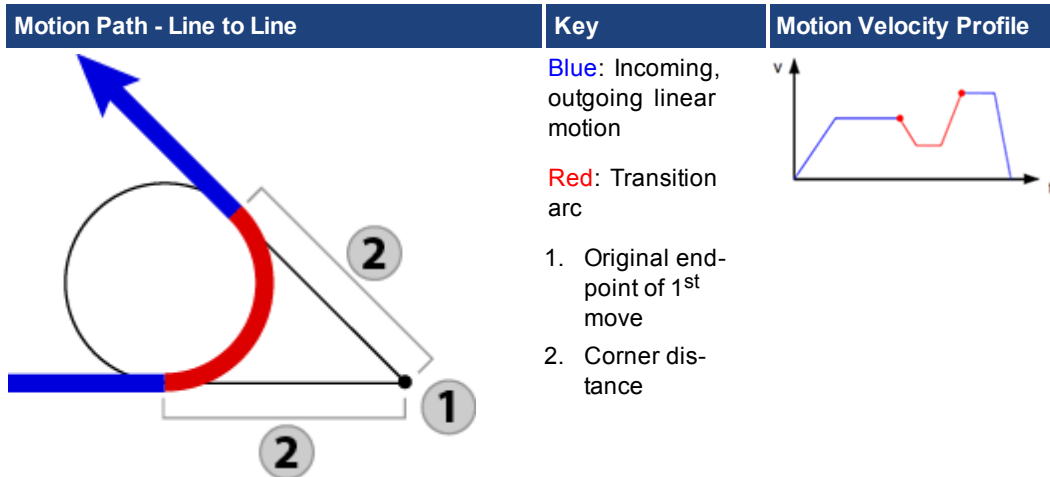 Motion Path - Line to Line
Key
Motion Velocity Profile
Blue: Incoming,
outgoing linear
motion
Red: Transition
arc
1. Original end-
point of 1st
move
2. Corner dis-
tance
2
1
2
v